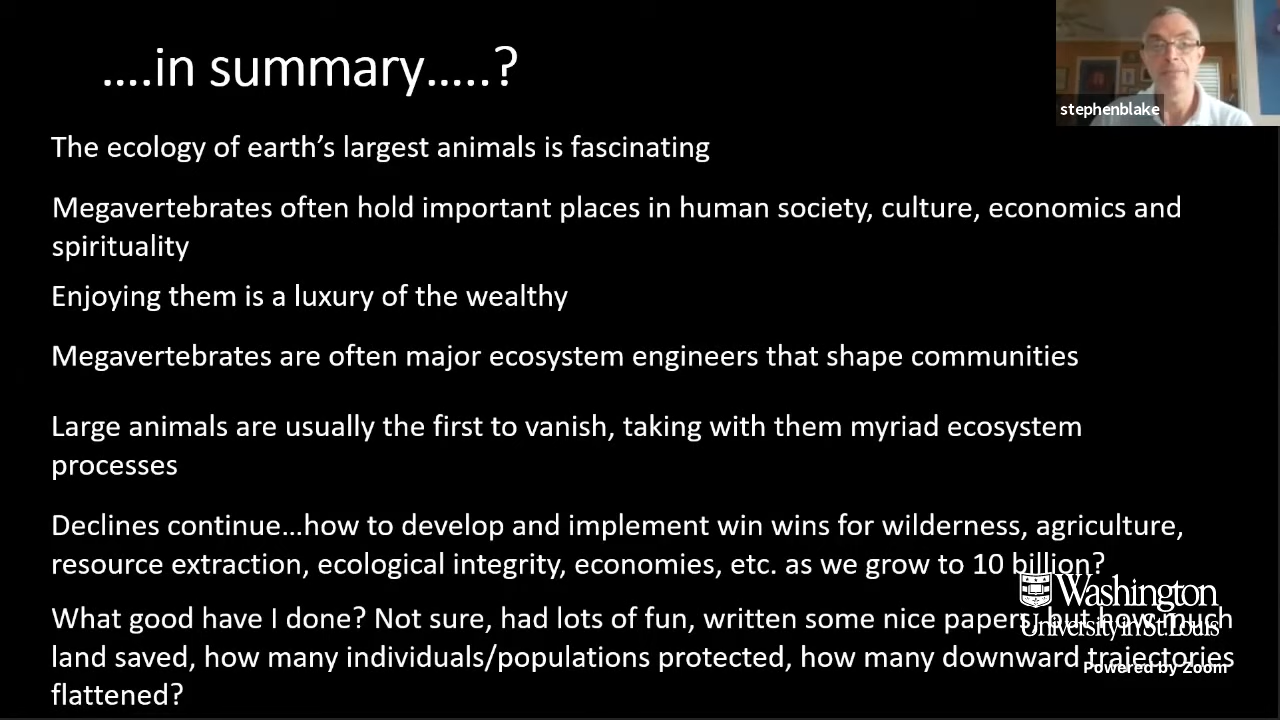 ....in summary.....?
stephenblake
The ecology of earth's largest animals is fascinating
Megavertebrates often hold important places in human society, culture, economics and
spirituality
Enjoying them is a luxury of the wealthy
Megavertebrates are often major ecosystem engineers that shape communities
Large animals are usually the first to vanish, taking with them myriad ecosystem
processes
Declines continue...how to develop and implement win wins for wilderness, agriculture,
resource extraction, ecological integrity, economies, etc. as we grow to 10 billion?
What good have I done? Not sure, had lots of fun, written some nice papers, but how much
land saved, how many individuals/populations protected, how many downward trajectories
flattened?
Washington
University in St. Louis
Powered by Zoom